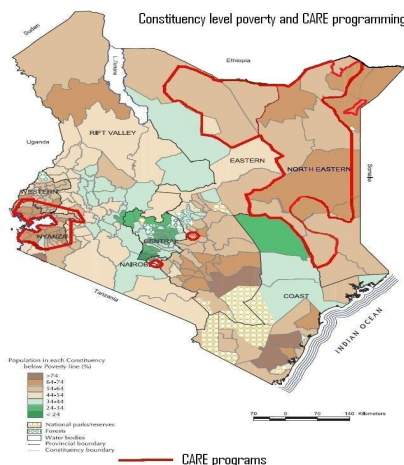 Constituency level poverty and CARE programming
Sudan
Ethiopia
L. Turkana
Uganda
RIFT VALLEY
EASTERN
NORTH EASTERN
Somalia
WESTERN
NYANZA
CENTRAL
NAIROBI
Tanzania
COAST
INDIAN OCEAN
Population in each Constituency
below Poverty line (%)
>74
64-74
54-64
44-54
34-44
24-34
< 24
National parks/reserves
Forests
Water bodies
Provincial boundary
Constituency boundary
70 0 70 140 Kilometers
CARE programs